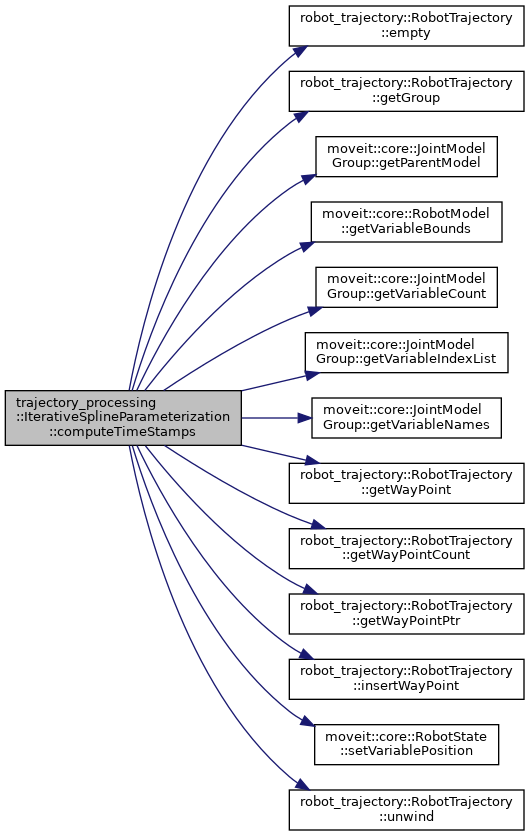 robot_trajectory::RobotTrajectory
::empty
robot_trajectory::RobotTrajectory
::getGroup
moveit::core::JointModel
Group::getParentModel
moveit::core::RobotModel
::getVariableBounds
moveit::core::JointModel
Group::getVariableCount
moveit::core::JointModel
Group::getVariableIndexList
trajectory_processing
::IterativeSplineParameterization
::computeTimeStamps
moveit::core::JointModel
Group::getVariableNames
robot_trajectory::RobotTrajectory
::getWayPoint
robot_trajectory::RobotTrajectory
::getWayPointCount
robot_trajectory::RobotTrajectory
::getWayPointPtr
robot_trajectory::RobotTrajectory
::insertWayPoint
moveit::core::RobotState
::setVariablePosition
robot_trajectory::RobotTrajectory
::unwind